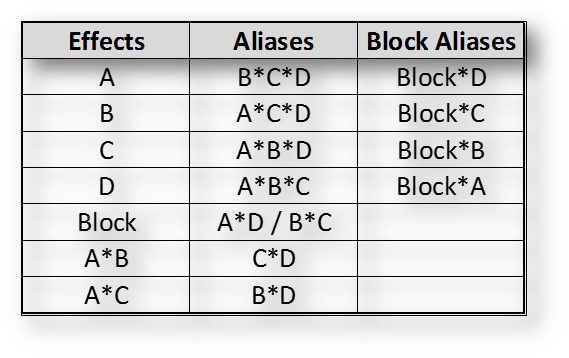 Effects Aliases Block Aliases
A B*C*D Block*D
B A*C*D Block*C
C A*B*D Block*B
D A*B*C Block*A
Block A*D / B*C
A*B C*D
A*C B*D